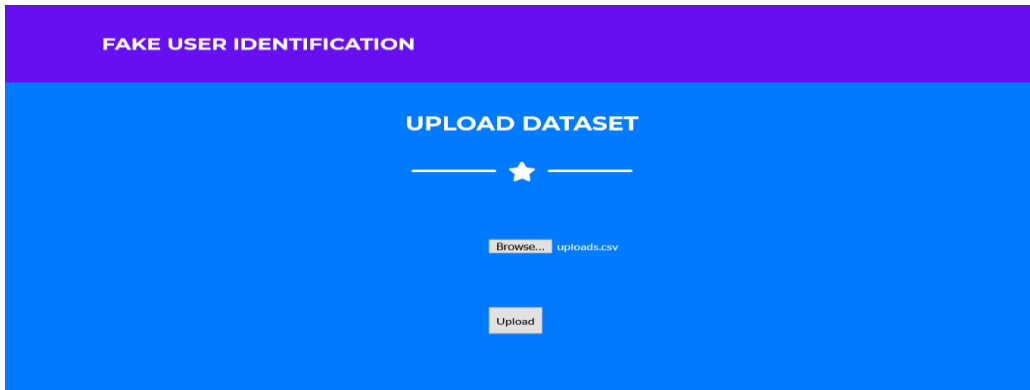 FAKE USER IDENTIFICATION
UPLOAD DATASET
Browse... uploads.csv
Upload